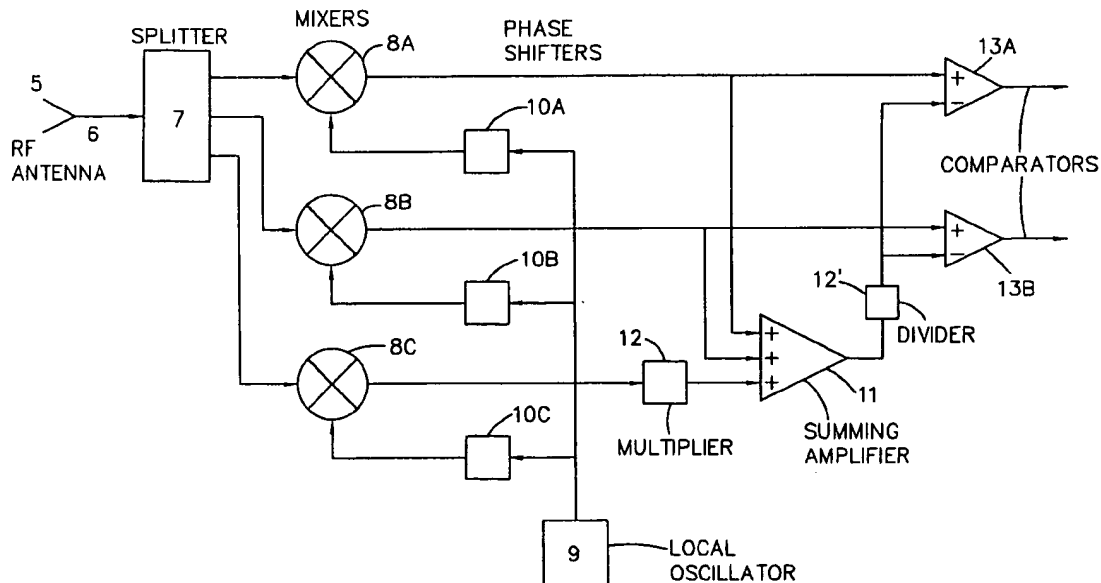 MIXERS
SPLITTER
8A
PHASE
SHIFTERS
13A
5
7
10A
+
−
6
RF
ANTENNA
COMPARATORS
8B
+
−
10B
13B
12'
DIVIDER
8C
12
+
+
+
11
10C
MULTIPLIER
SUMMING
AMPLIFIER
9
LOCAL
OSCILLATOR